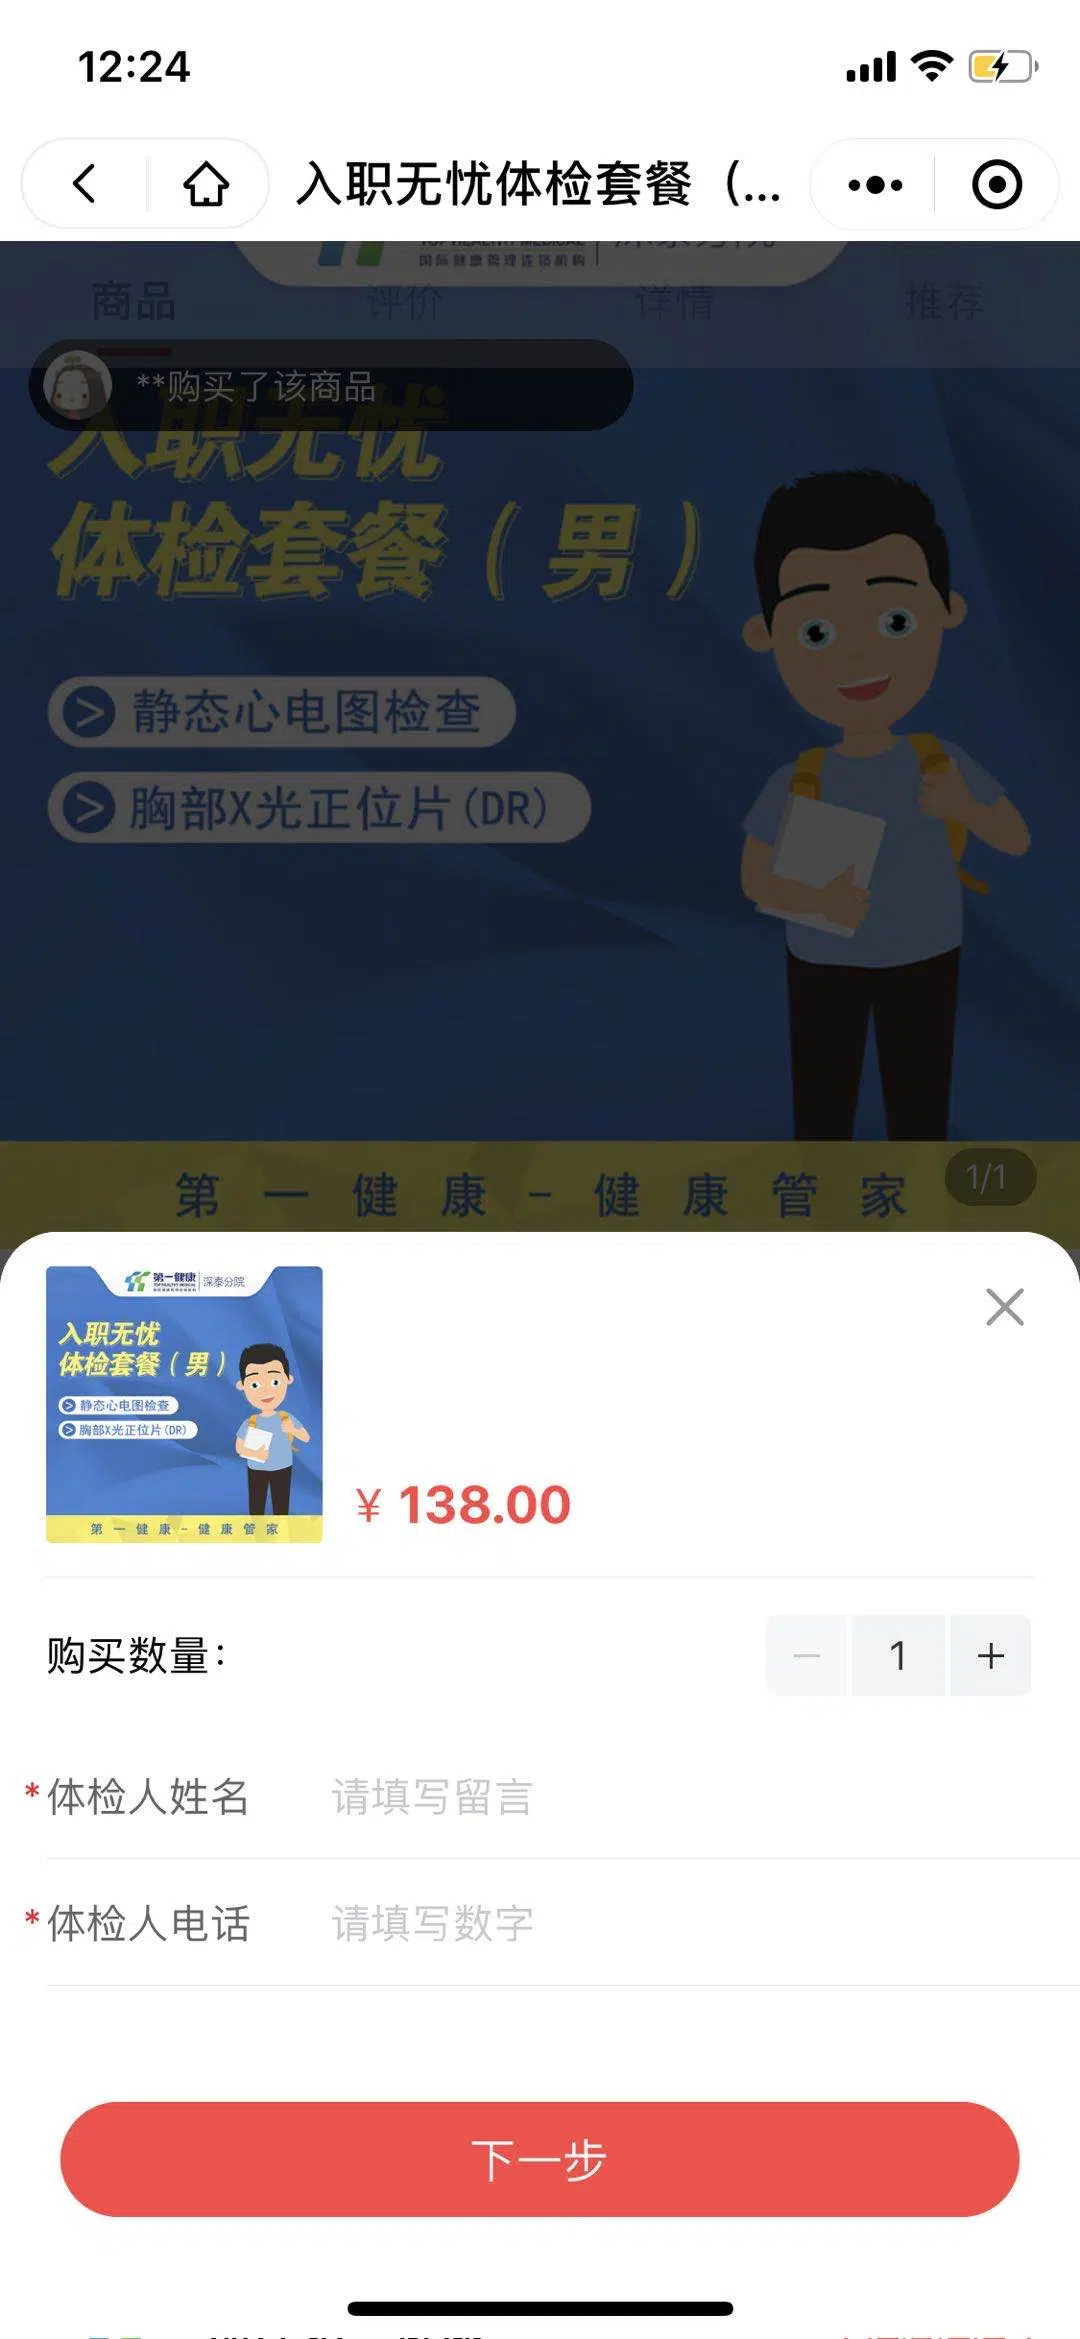 12:24
入职无忧体检套餐（...
国际健康管理连锁机构
商品 评价 详情 推荐
**购买了该商品
入职无忧
体检套餐（男）
> 静态心电图检查
> 胸部X光正位片(DR)
第一健康-健康管家
1/1
第一健康 深泰分院
TOP HEALTHY MEDICAL
入职无忧
体检套餐（男）
> 静态心电图检查
> 胸部X光正位片(DR)
第一健康-健康管家
¥ 138.00
购买数量：
1
*体检人姓名 请填写留言
*体检人电话 请填写数字
下一步